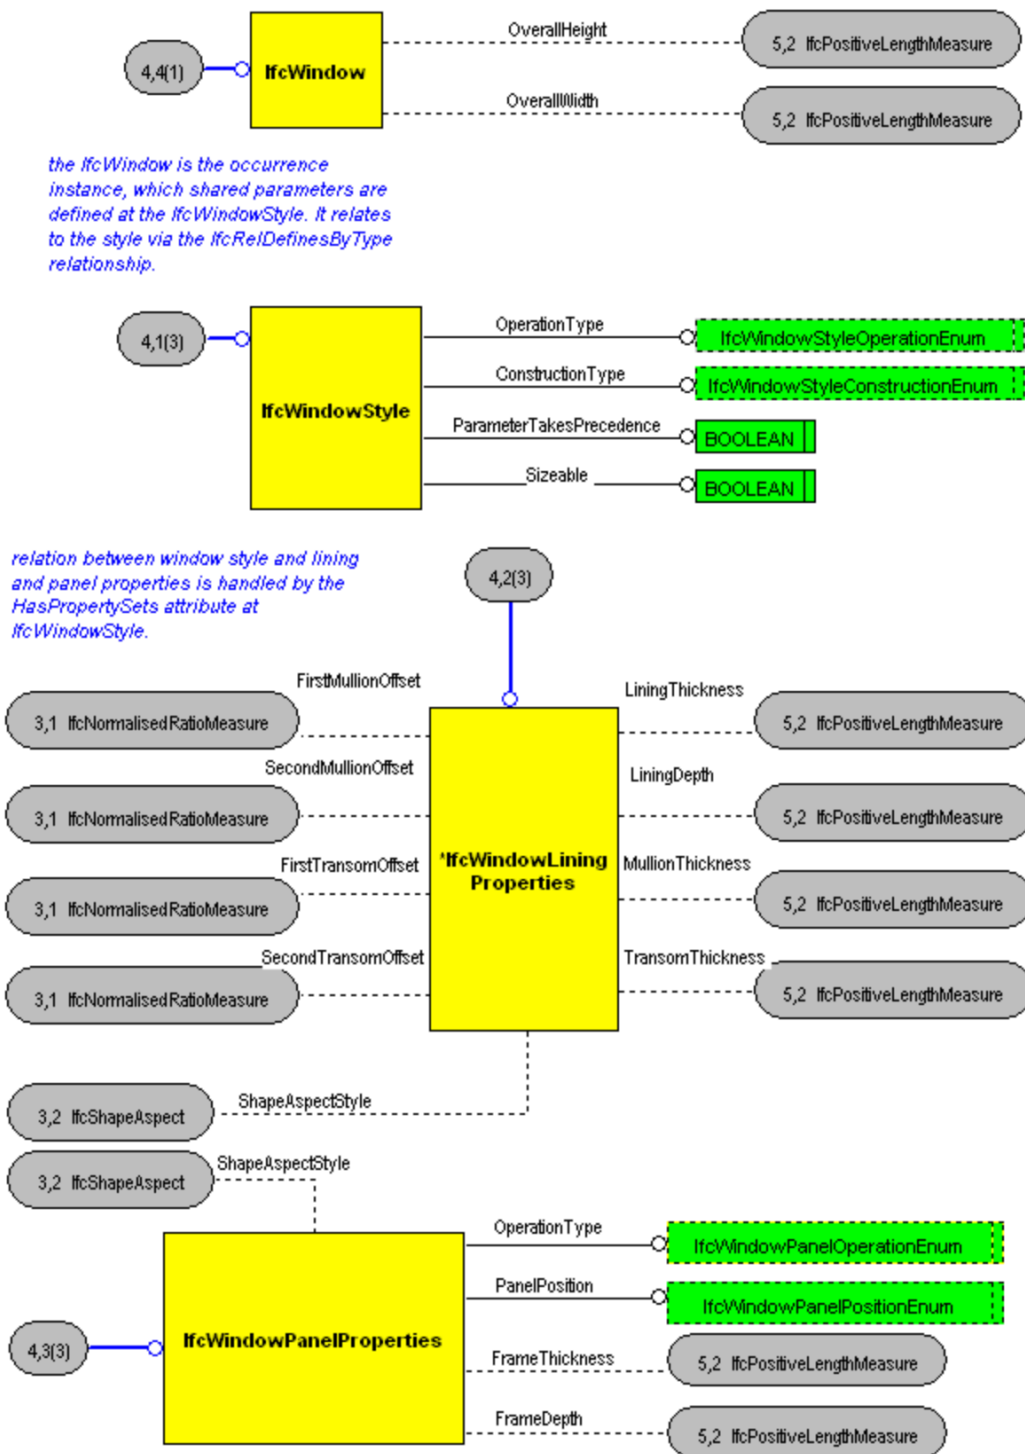 OverallHeight
5,2 IfcPositiveLengthMeasure
4,4(1)
IfcWindow
OverallWidth
5,2 IfcPositiveLengthMeasure
the IfcWindow is the occurrence
instance, which shared parameters are
defined at the IfcWindowStyle. It relates
to the style via the IfcRelDefinesByType
relationship.
4,1(3)
IfcWindowStyle
OperationType
IfcWindowStyleOperationEnum
ConstructionType
IfcWindowStyleConstructionEnum
ParameterTakesPrecedence
BOOLEAN
Sizeable
BOOLEAN
relation between window style and lining
and panel properties is handled by the
HasPropertySets attribute at
IfcWindowStyle.
4,2(3)
FirstMullionOffset
3,1 IfcNormalisedRatioMeasure
SecondMullionOffset
3,1 IfcNormalisedRatioMeasure
FirstTransomOffset
3,1 IfcNormalisedRatioMeasure
SecondTransomOffset
3,1 IfcNormalisedRatioMeasure
*IfcWindowLining
Properties
LiningThickness
5,2 IfcPositiveLengthMeasure
LiningDepth
5,2 IfcPositiveLengthMeasure
MullionThickness
5,2 IfcPositiveLengthMeasure
TransomThickness
5,2 IfcPositiveLengthMeasure
ShapeAspectStyle
3,2 IfcShapeAspect
ShapeAspectStyle
3,2 IfcShapeAspect
4,3(3)
IfcWindowPanelProperties
OperationType
IfcWindowPanelOperationEnum
PanelPosition
IfcWindowPanelPositionEnum
FrameThickness
5,2 IfcPositiveLengthMeasure
FrameDepth
5,2 IfcPositiveLengthMeasure